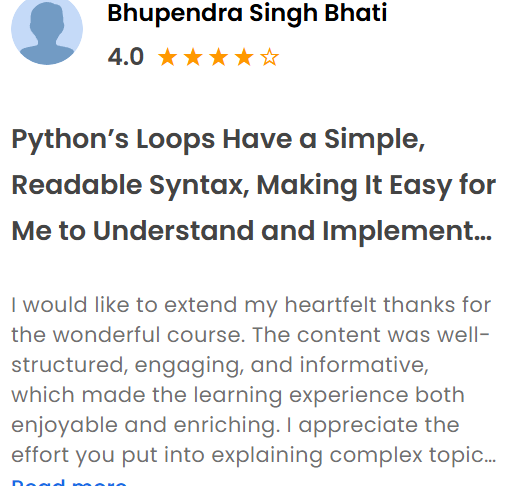 Bhupendra Singh Bhati
4.0
Python’s Loops Have a Simple,
Readable Syntax, Making It Easy for
Me to Understand and Implement...
I would like to extend my heartfelt thanks for
the wonderful course. The content was well-
structured, engaging, and informative,
which made the learning experience both
enjoyable and enriching. I appreciate the
effort you put into explaining complex topic...
Read more